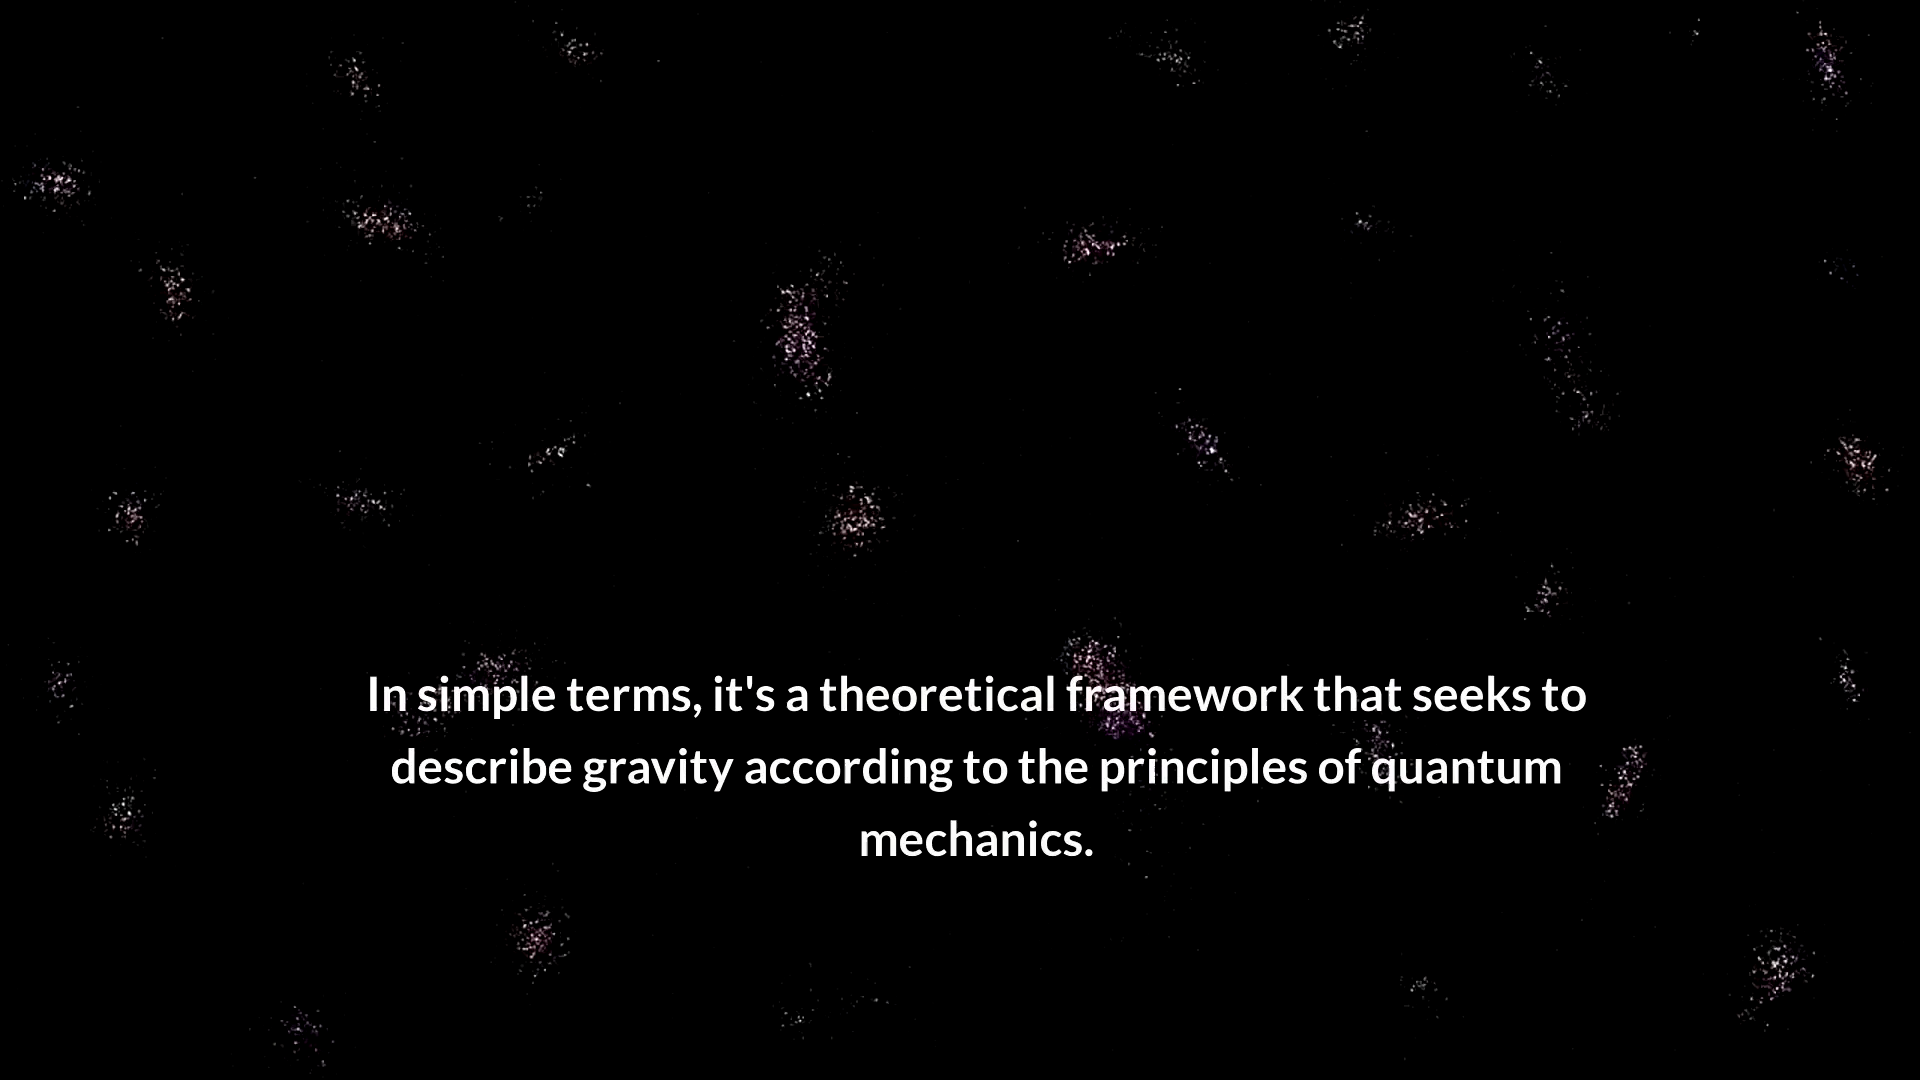 In simple terms, it's a theoretical framework that seeks to
describe gravity according to the principles of quantum
mechanics.